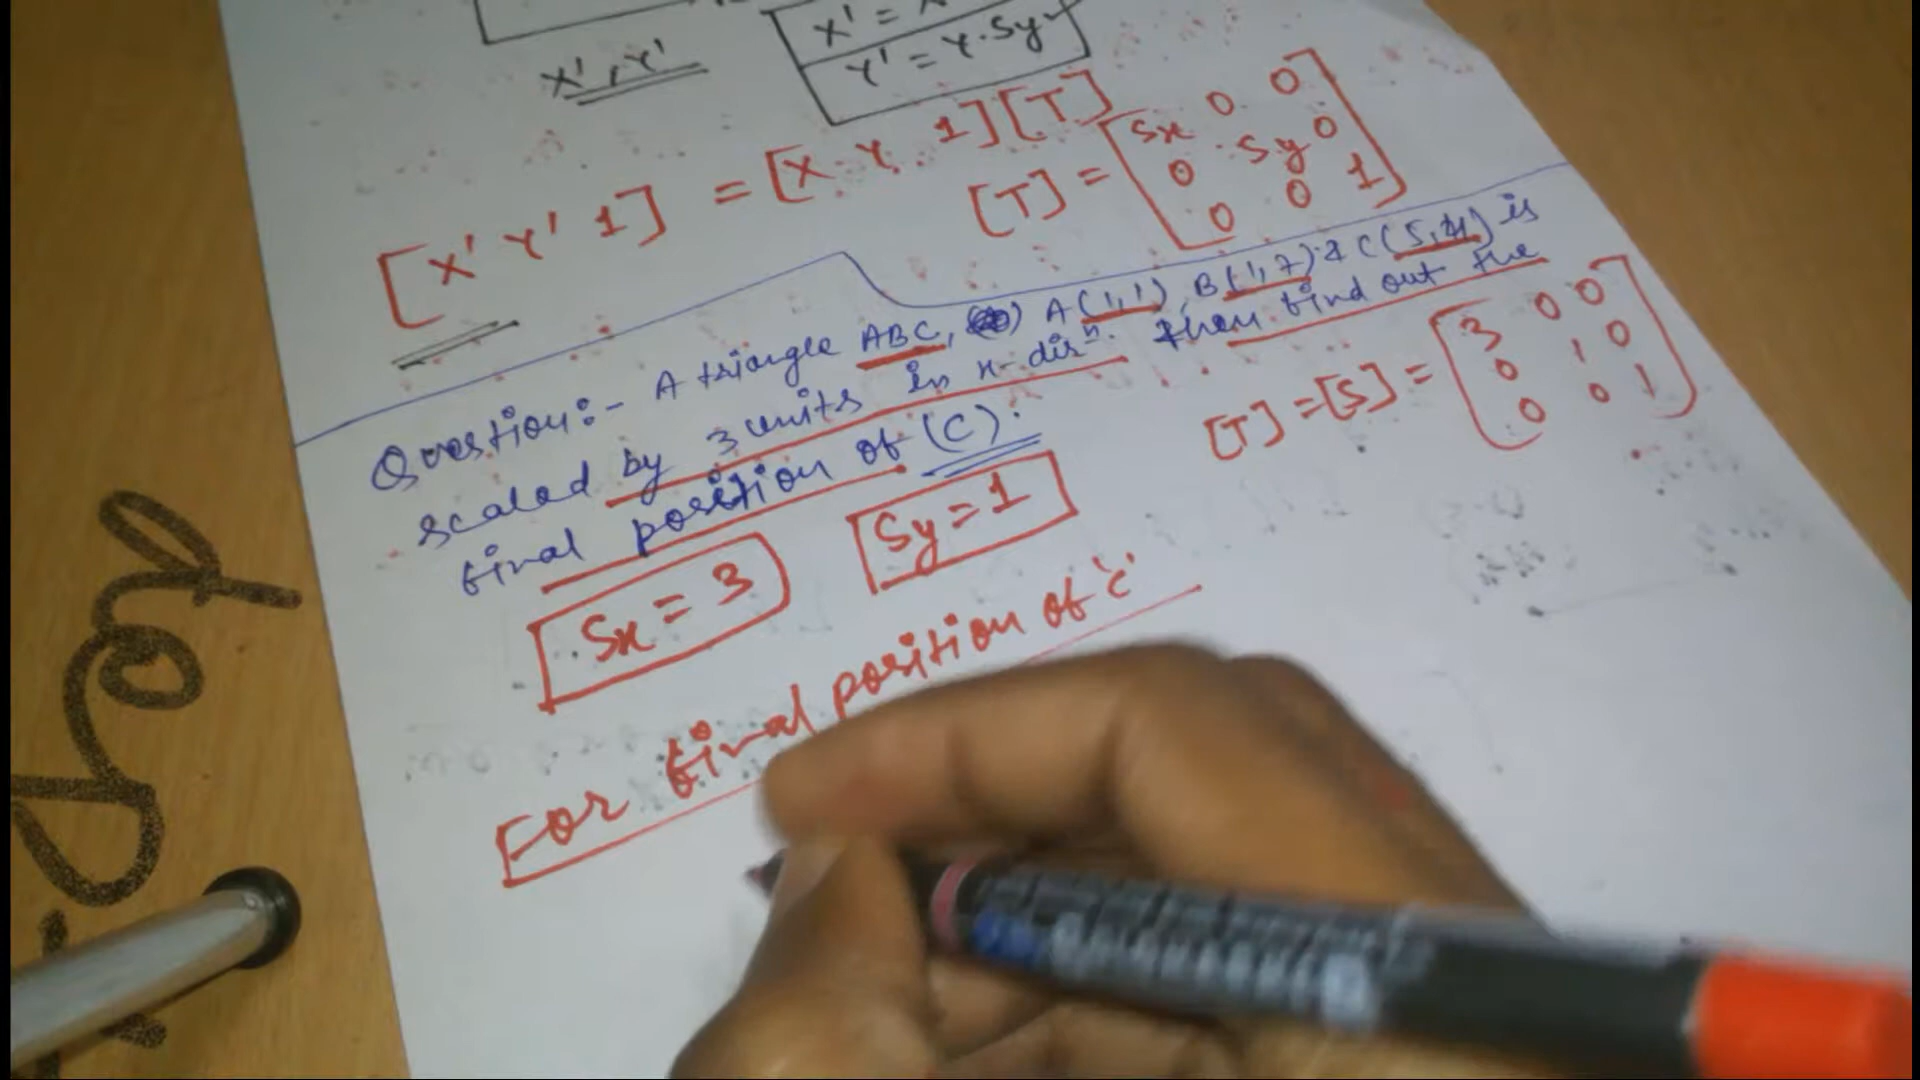 X' =
X', Y'
Y' = Y.Sy
[X' Y' 1] = [X Y 1][T]
[T] = [Sx 0 0
0 Sy 0
0 0 1]
Question:- A triangle ABC, A(1,1), B(1,7) & C(5,4) is
scaled by 3 units in x-dirⁿ. then find out the
final position of (C).
[T] = [S] = [3 0 0
0 1 0
0 0 1]
Sx = 3
Sy = 1
For final position of 'c'